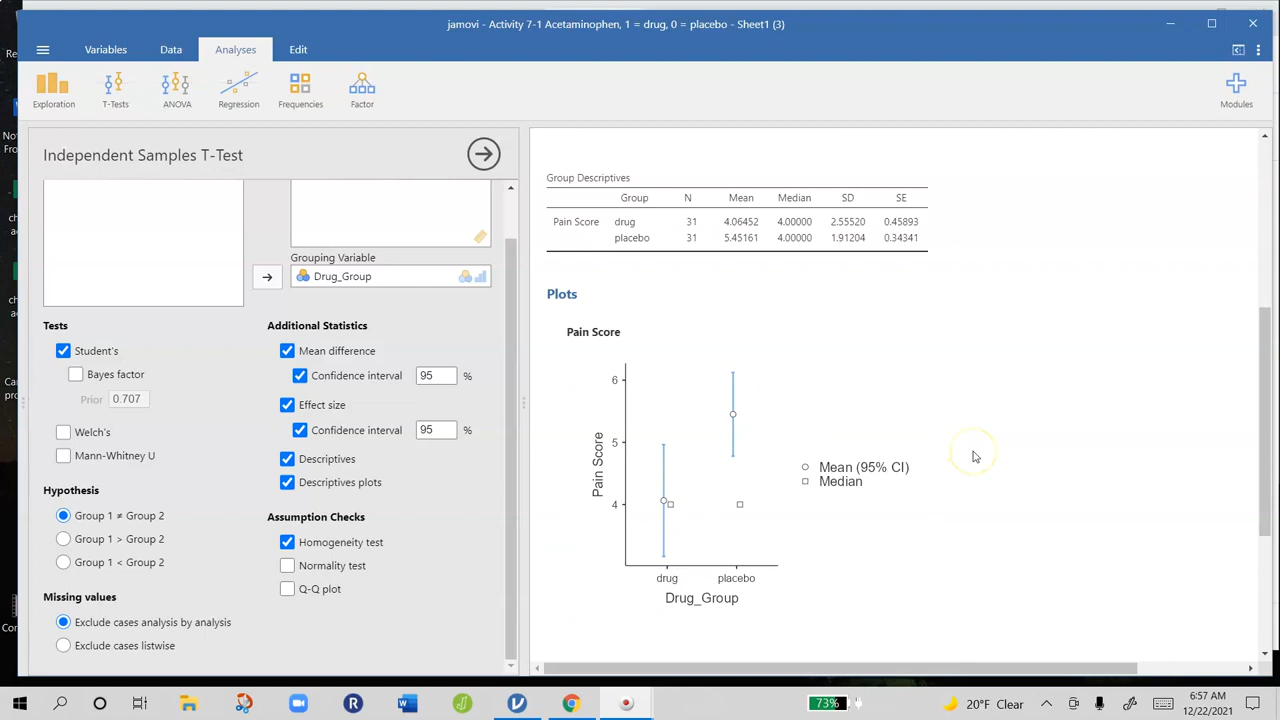 jamovi - Activity 7-1 Acetaminophen, 1 = drug, 0 = placebo - Sheet1 (3)
Variables Data Analyses Edit
Exploration T-Tests ANOVA Regression Frequencies Factor Modules
Independent Samples T-Test
Grouping Variable
Drug_Group
Tests
Student's
Bayes factor
Prior 0.707
Welch's
Mann-Whitney U
Hypothesis
Group 1 ≠ Group 2
Group 1 > Group 2
Group 1 < Group 2
Missing values
Exclude cases analysis by analysis
Exclude cases listwise
Additional Statistics
Mean difference
Confidence interval 95 %
Effect size
Confidence interval 95 %
Descriptives
Descriptives plots
Assumption Checks
Homogeneity test
Normality test
Q-Q plot
Group Descriptives
Group N Mean Median SD SE
Pain Score drug 31 4.06452 4.00000 2.55520 0.45893
placebo 31 5.45161 4.00000 1.91204 0.34341
Plots
Pain Score
6
5
4
Pain Score
drug placebo
Drug_Group
Mean (95% CI)
Median
73%
20°F Clear
6:57 AM
12/22/2021